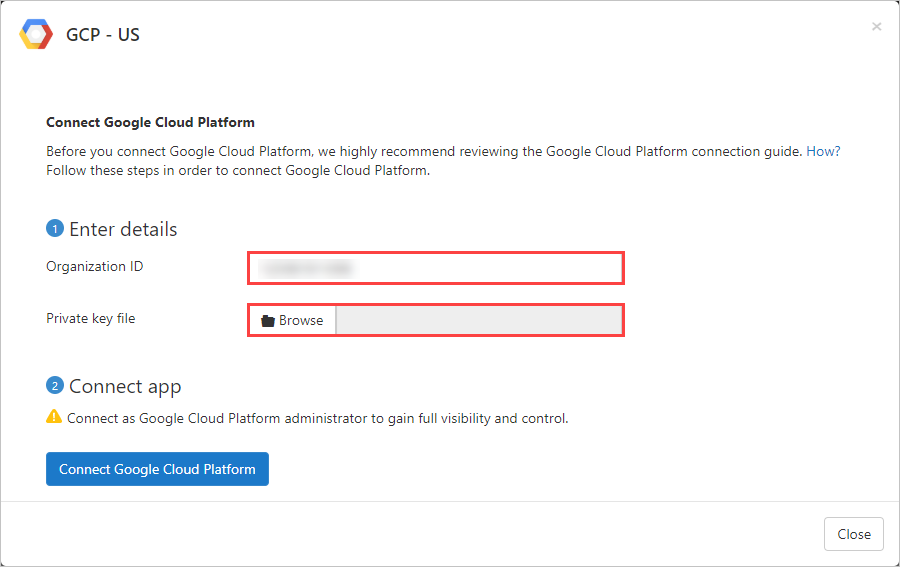 GCP - US
×
Connect Google Cloud Platform
Before you connect Google Cloud Platform, we highly recommend reviewing the Google Cloud Platform connection guide. How?
Follow these steps in order to connect Google Cloud Platform.
1 Enter details
Organization ID
Private key file
Browse
2 Connect app
Connect as Google Cloud Platform administrator to gain full visibility and control.
Connect Google Cloud Platform
Close